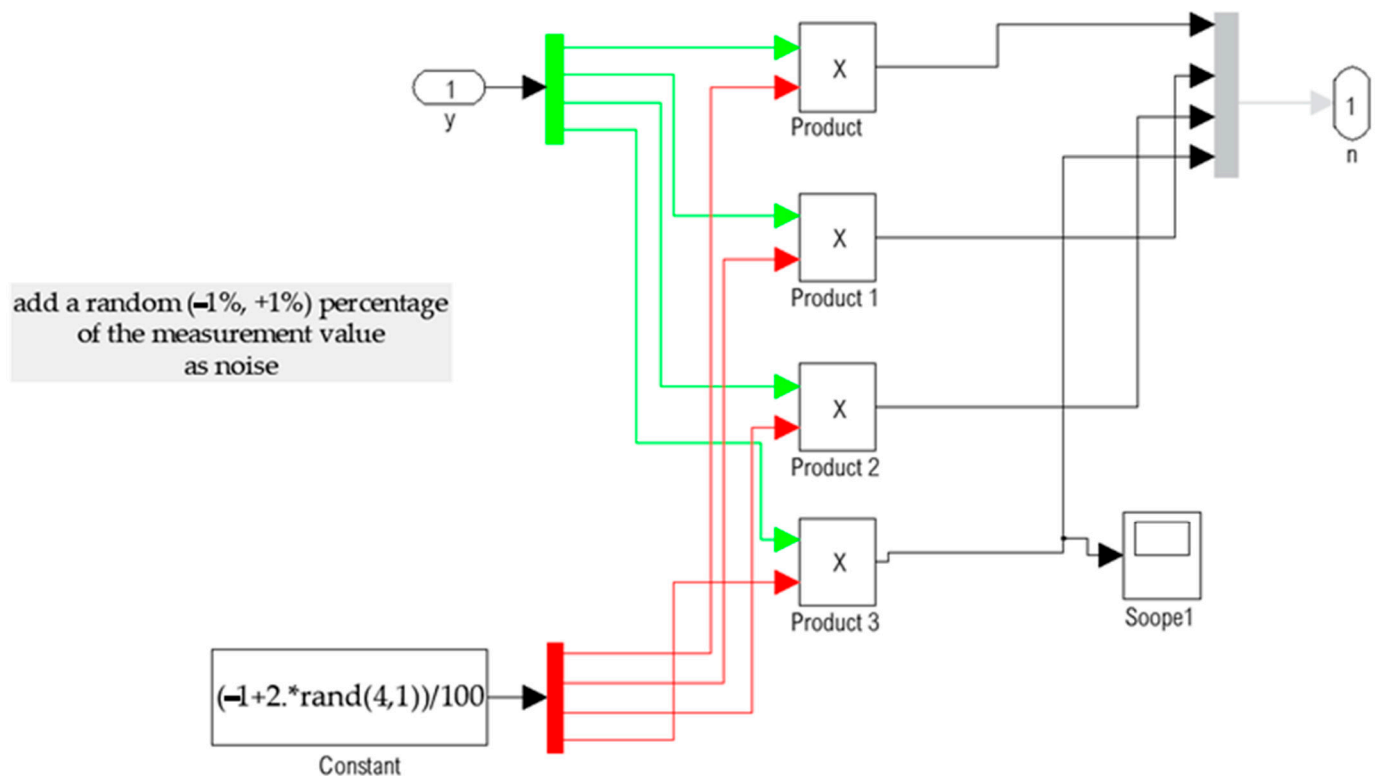 1
y
X
Product
1
n
X
Product 1
add a random (−1%, +1%) percentage
of the measurement value
as noise
X
Product 2
X
Product 3
Soope1
(−1+2.*rand(4,1))/100
Constant